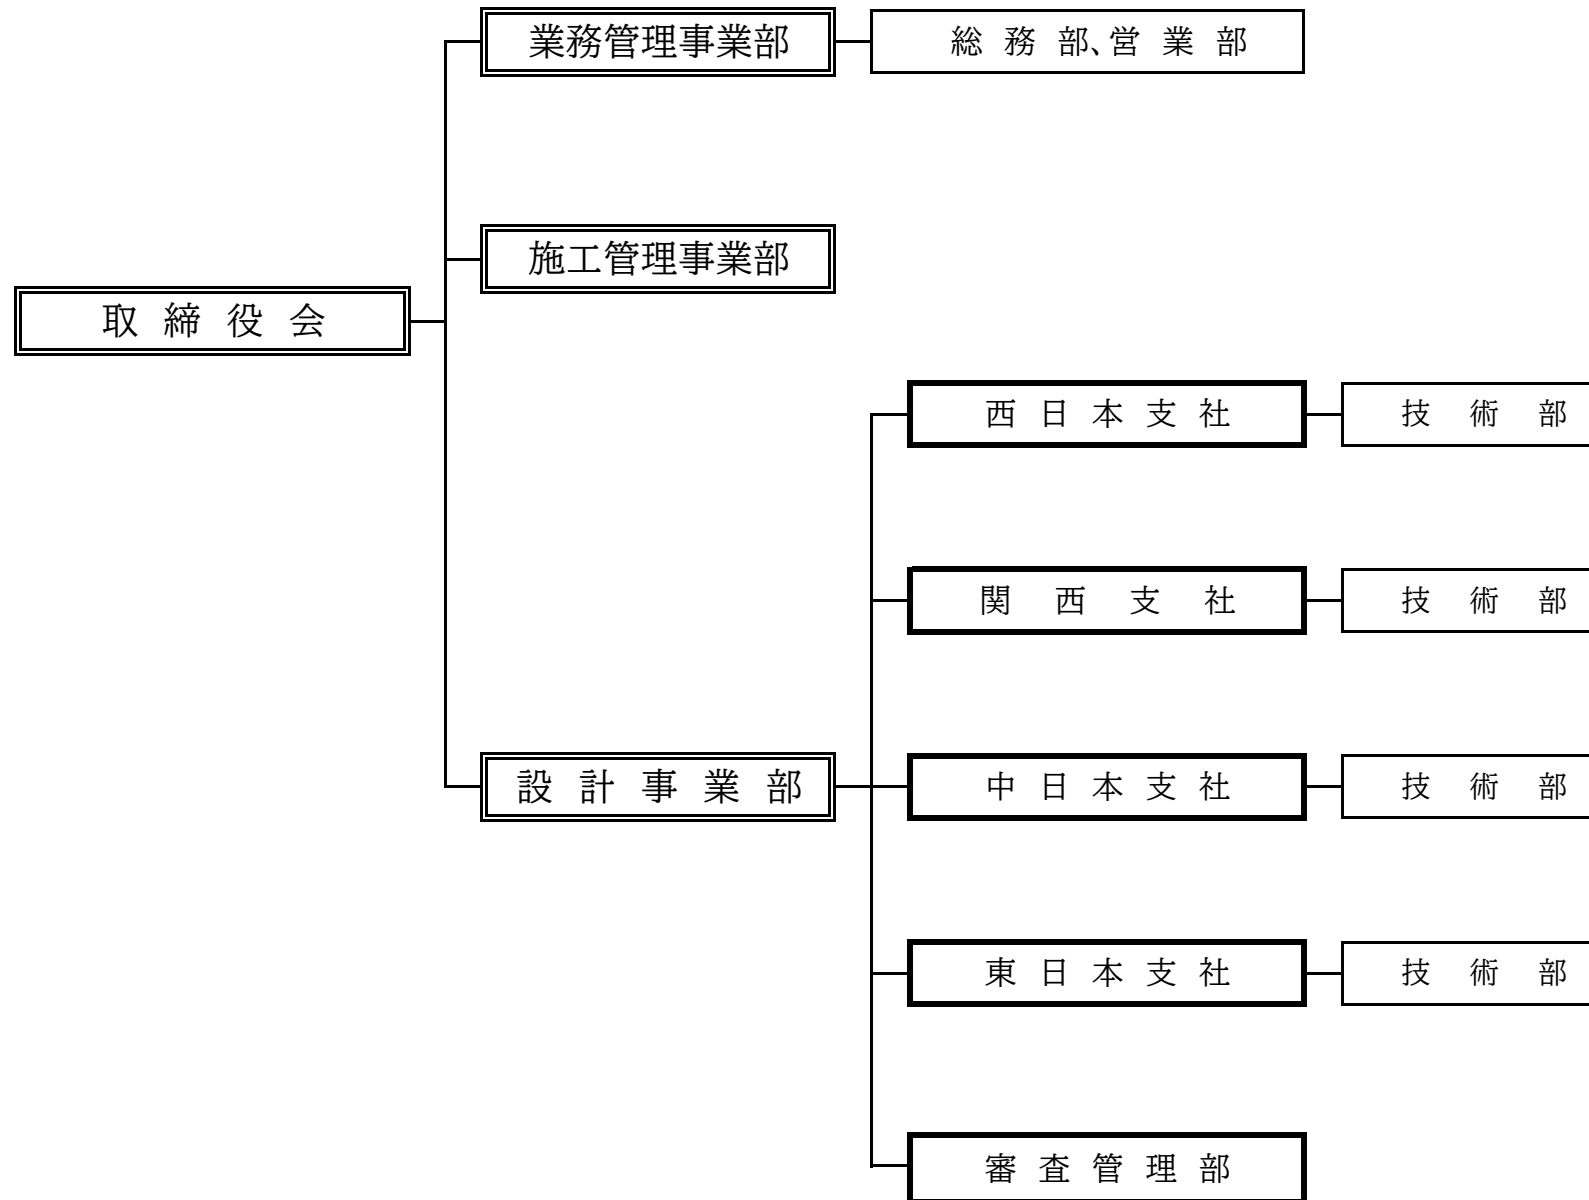 業務管理事業部
総務部、営業部
施工管理事業部
取締役会
西日本支社
技術部
関西支社
技術部
設計事業部
中日本支社
技術部
東日本支社
技術部
審査管理部